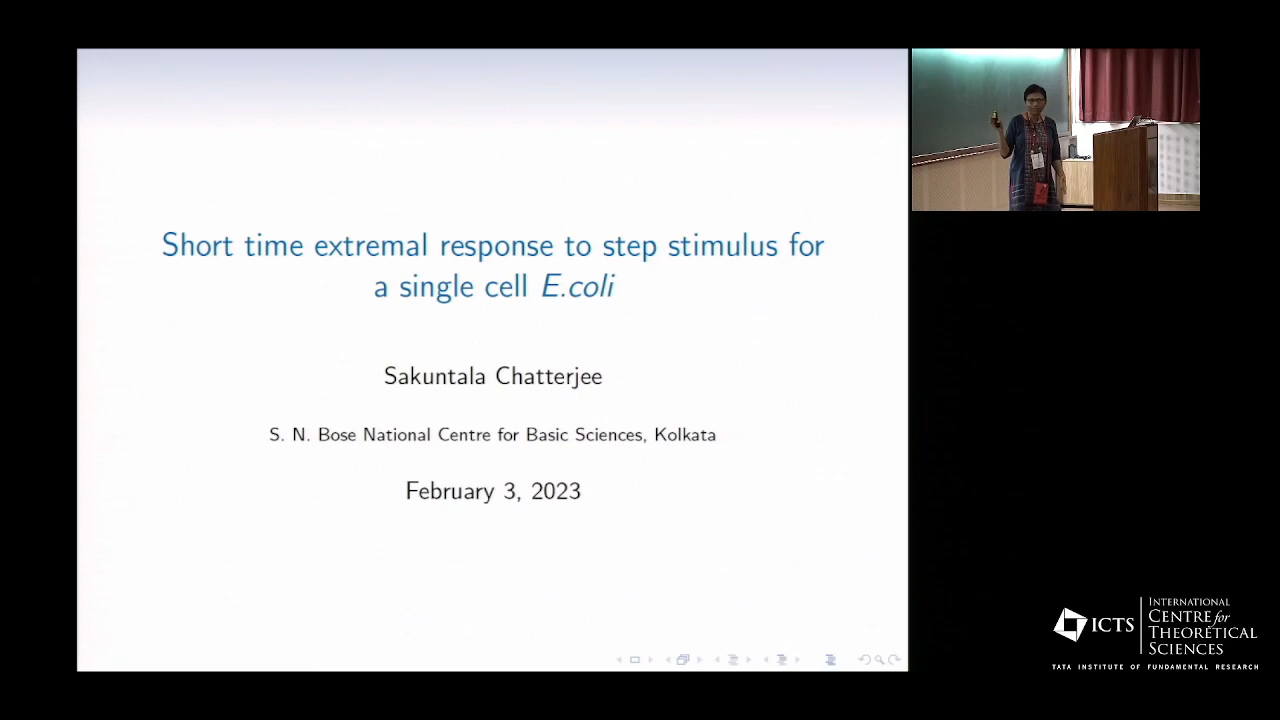 Short time extremal response to step stimulus for
a single cell E.coli
Sakuntala Chatterjee
S. N. Bose National Centre for Basic Sciences, Kolkata
February 3, 2023
ICTS
INTERNATIONAL
CENTRE for
THEORETICAL
SCIENCES
TATA INSTITUTE OF FUNDAMENTAL RESEARCH